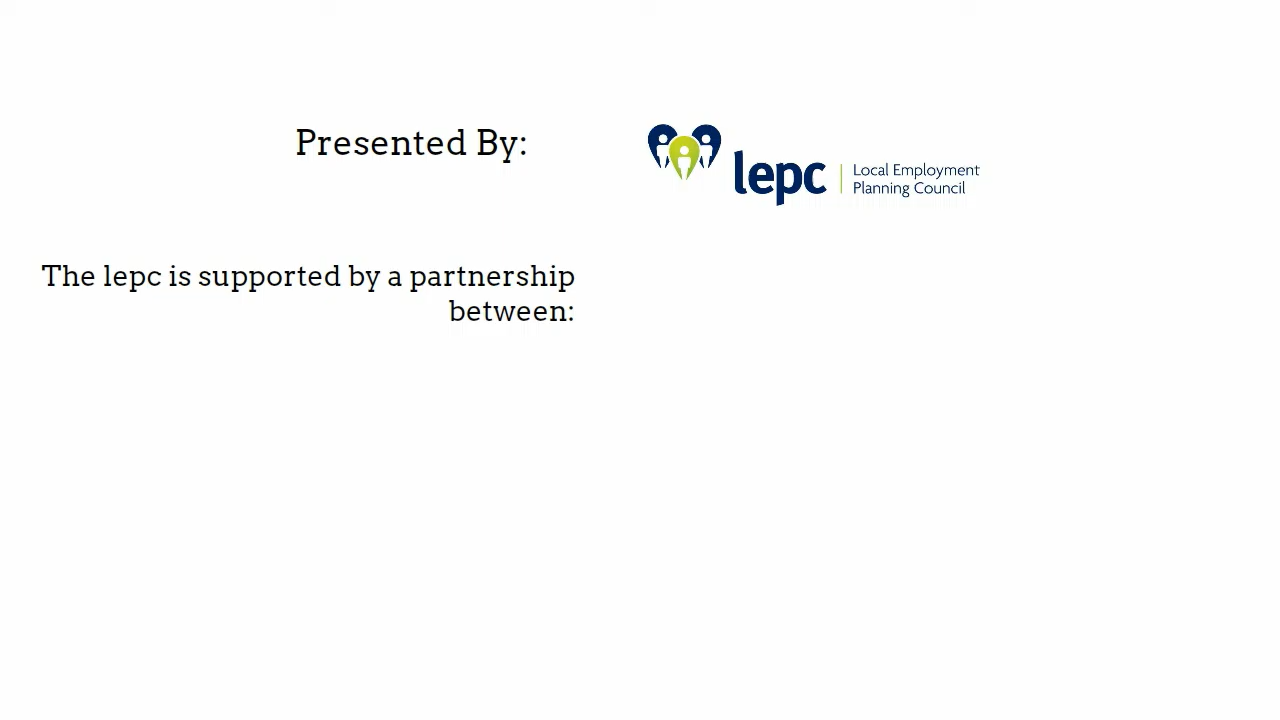 Presented By:
lepc
Local Employment
Planning Council
The lepc is supported by a partnership
between: